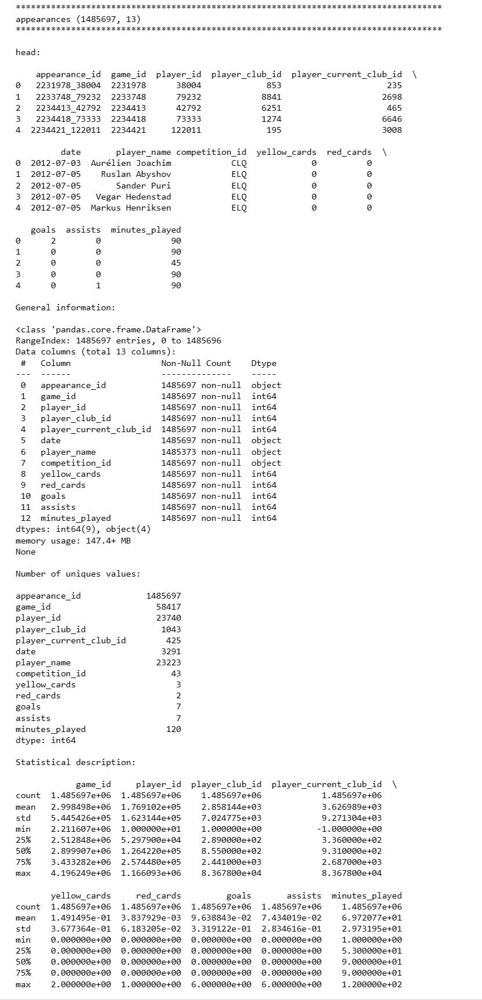 *************************************************************************************
appearances (1485697, 13)
*************************************************************************************
head:
appearance_id game_id player_id player_club_id player_current_club_id \
0 2231978_38004 2231978 38004 853 235
1 2233748_79232 2233748 79232 8841 2698
2 2234413_42792 2234413 42792 6251 465
3 2234418_73333 2234418 73333 1274 6646
4 2234421_122011 2234421 122011 195 3008
date player_name competition_id yellow_cards red_cards \
0 2012-07-03 Aurélien Joachim CLQ 0 0
1 2012-07-05 Ruslan Abyshov ELQ 0 0
2 2012-07-05 Sander Puri ELQ 0 0
3 2012-07-05 Vegar Hedenstad ELQ 0 0
4 2012-07-05 Markus Henriksen ELQ 0 0
goals assists minutes_played
0 2 0 90
1 0 0 90
2 0 0 45
3 0 0 90
4 0 1 90
General information:
<class 'pandas.core.frame.DataFrame'>
RangeIndex: 1485697 entries, 0 to 1485696
Data columns (total 13 columns):
# Column Non-Null Count Dtype
--- ------ -------------- -----
0 appearance_id 1485697 non-null object
1 game_id 1485697 non-null int64
2 player_id 1485697 non-null int64
3 player_club_id 1485697 non-null int64
4 player_current_club_id 1485697 non-null int64
5 date 1485697 non-null object
6 player_name 1485373 non-null object
7 competition_id 1485697 non-null object
8 yellow_cards 1485697 non-null int64
9 red_cards 1485697 non-null int64
10 goals 1485697 non-null int64
11 assists 1485697 non-null int64
12 minutes_played 1485697 non-null int64
dtypes: int64(9), object(4)
memory usage: 147.4+ MB
None
Number of uniques values:
appearance_id 1485697
game_id 58417
player_id 23740
player_club_id 1043
player_current_club_id 425
date 3291
player_name 23223
competition_id 43
yellow_cards 3
red_cards 2
goals 7
assists 7
minutes_played 120
dtype: int64
Statistical description:
game_id player_id player_club_id player_current_club_id \
count 1.485697e+06 1.485697e+06 1.485697e+06 1.485697e+06
mean 2.998498e+06 1.769102e+05 2.858144e+03 3.626989e+03
std 5.445426e+05 1.623144e+05 7.024775e+03 9.271304e+03
min 2.211607e+06 1.000000e+01 1.000000e+00 -1.000000e+00
25% 2.512848e+06 5.297900e+04 2.890000e+02 3.360000e+02
50% 2.899907e+06 1.264220e+05 8.550000e+02 9.310000e+02
75% 3.433282e+06 2.574480e+05 2.441000e+03 2.687000e+03
max 4.196249e+06 1.166093e+06 8.367800e+04 8.367800e+04
yellow_cards red_cards goals assists minutes_played
count 1.485697e+06 1.485697e+06 1.485697e+06 1.485697e+06 1.485697e+06
mean 1.491495e-01 3.837929e-03 9.638843e-02 7.434019e-02 6.972077e+01
std 3.677364e-01 6.183205e-02 3.319122e-01 2.834616e-01 2.973195e+01
min 0.000000e+00 0.000000e+00 0.000000e+00 0.000000e+00 1.000000e+00
25% 0.000000e+00 0.000000e+00 0.000000e+00 0.000000e+00 5.300000e+01
50% 0.000000e+00 0.000000e+00 0.000000e+00 0.000000e+00 9.000000e+01
75% 0.000000e+00 0.000000e+00 0.000000e+00 0.000000e+00 9.000000e+01
max 2.000000e+00 1.000000e+00 6.000000e+00 6.000000e+00 1.200000e+02